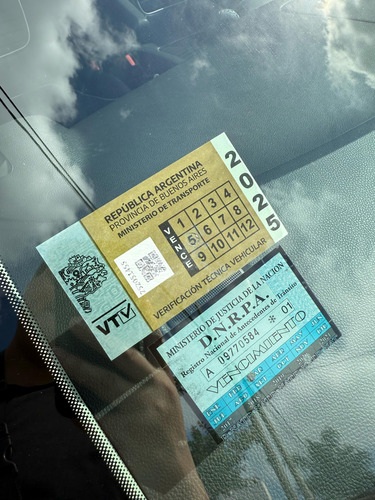 REPÚBLICA ARGENTINA
PROVINCIA DE BUENOS AIRES
MINISTERIO DE TRANSPORTE
VENCE
1 2 3 4
5 6 7 8
9 10 11 12
2025
VERIFICACIÓN TÉCNICA VEHICULAR
VTV
MINISTERIO DE JUSTICIA DE LA NACION
D.N.R.P.A.
Registro Nacional de Antecedentes de Tránsito
A 09770584 * 01
VENCIMIENTO